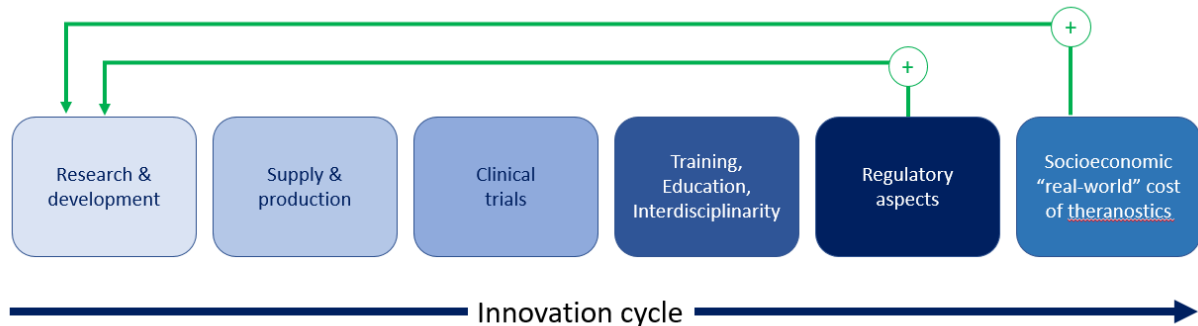 +
+
Research &
development
Supply &
production
Clinical
trials
Training,
Education,
Interdisciplinarity
Regulatory
aspects
Socioeconomic
“real-world” cost
of theranostics
Innovation cycle